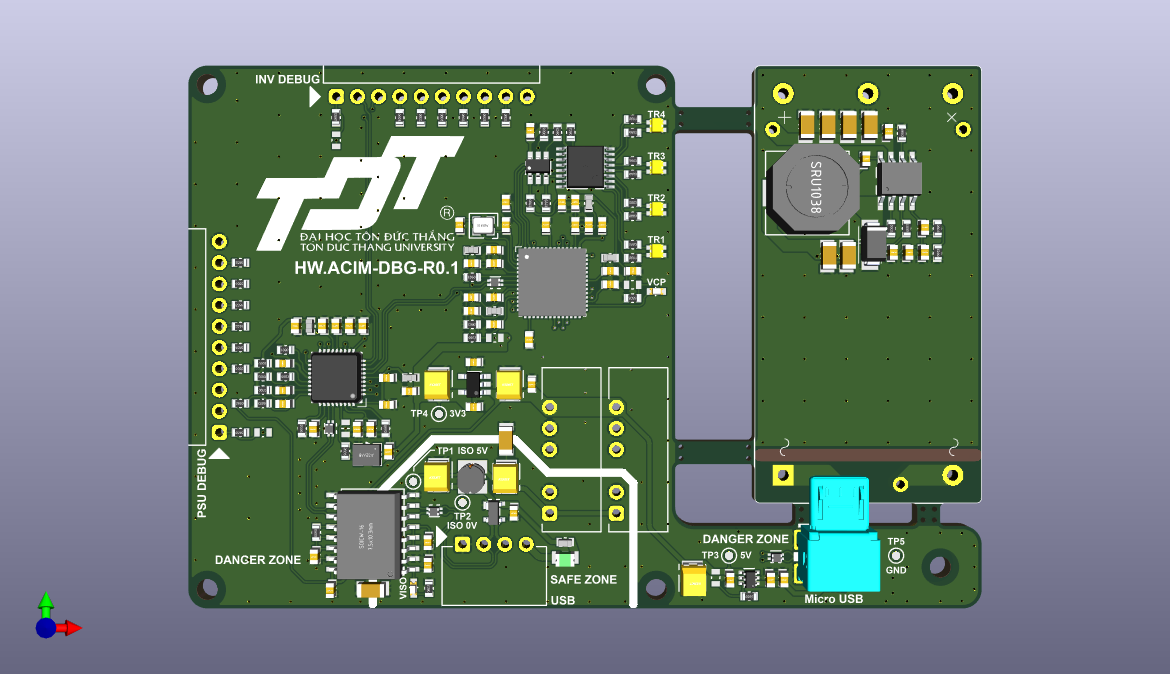 INV DEBUG
TR4
TR3
TR2
TR1
VCP
SRU1038
TDT
®
ĐẠI HỌC TÔN ĐỨC THẮNG
TON DUC THANG UNIVERSITY
HW.ACIM-DBG-R0.1
TP4
3V3
TP1 ISO 5V
TP2
ISO 0V
PSU DEBUG
DANGER ZONE
VISO
SAFE ZONE
USB
DANGER ZONE
TP3
5V
TP5
GND
Micro USB